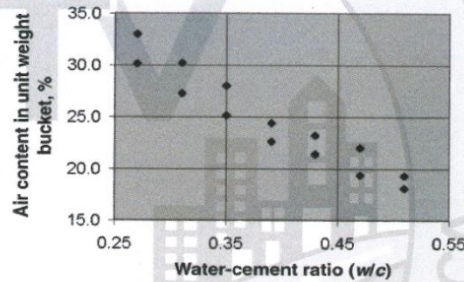 Air content in unit weight
bucket, %
35.0
30.0
25.0
20.0
15.0
0.25 0.35 0.45 0.55
Water-cement ratio (w/c)